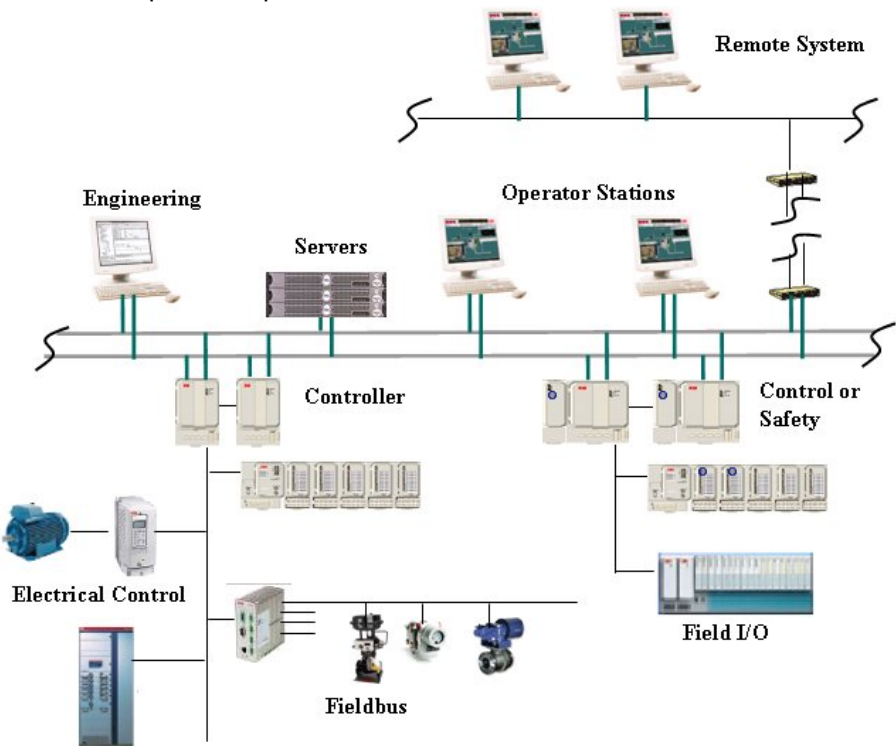 Remote System
Engineering
Operator Stations
Servers
Controller
Control or
Safety
Electrical Control
Field I/O
Fieldbus